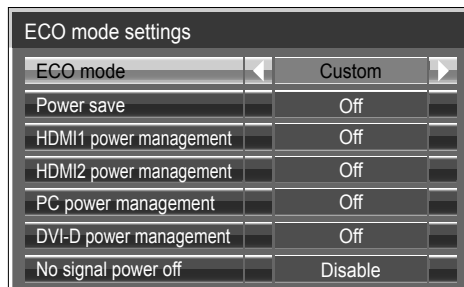 ECO mode settings
ECO mode Custom
Power save Off
HDMI1 power management Off
HDMI2 power management Off
PC power management Off
DVI-D power management Off
No signal power off Disable